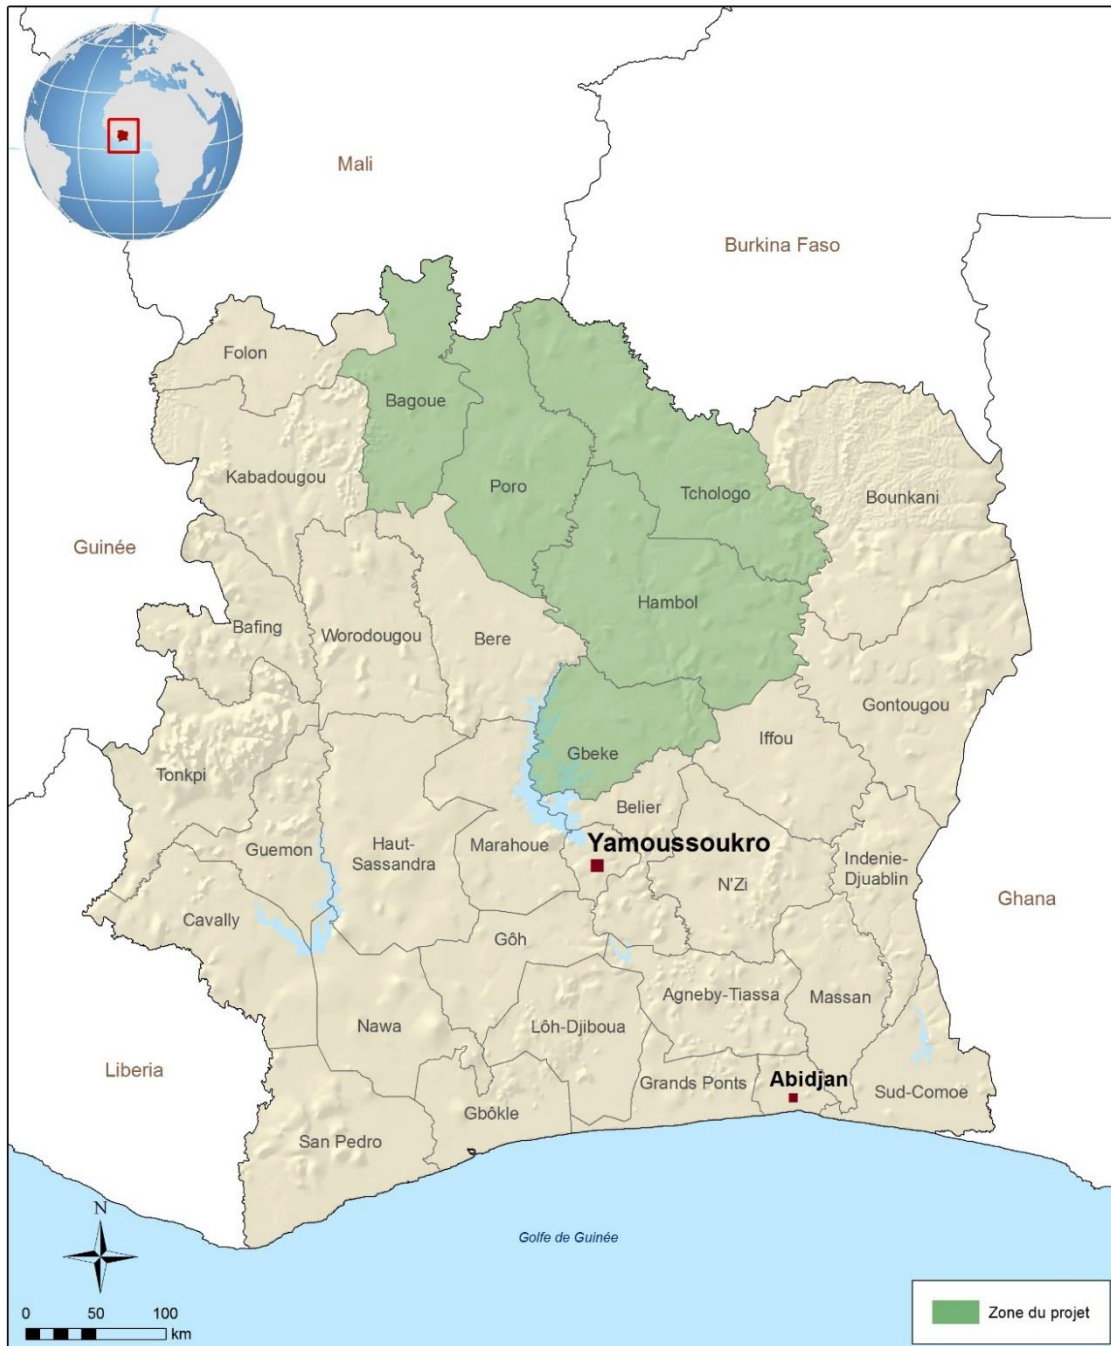 Mali
Burkina Faso
Folon
Bagoue
Kabadougou
Poro
Tchologo
Bounkani
Guinée
Hambol
Bafing
Worodougou
Bere
Gontougou
Iffou
Gbeke
Tonkpi
Belier
Yamoussoukro
Guemon
Haut-
Sassandra
Marahoue
Indenie-
Djuablin
N'Zi
Ghana
Cavally
Gôh
Agneby-Tiassa
Massan
Nawa
Lôh-Djiboua
Liberia
Grands Ponts
Abidjan
Sud-Comoe
Gbôkle
San Pedro
N
Golfe de Guinée
0 50 100
km
Zone du projet